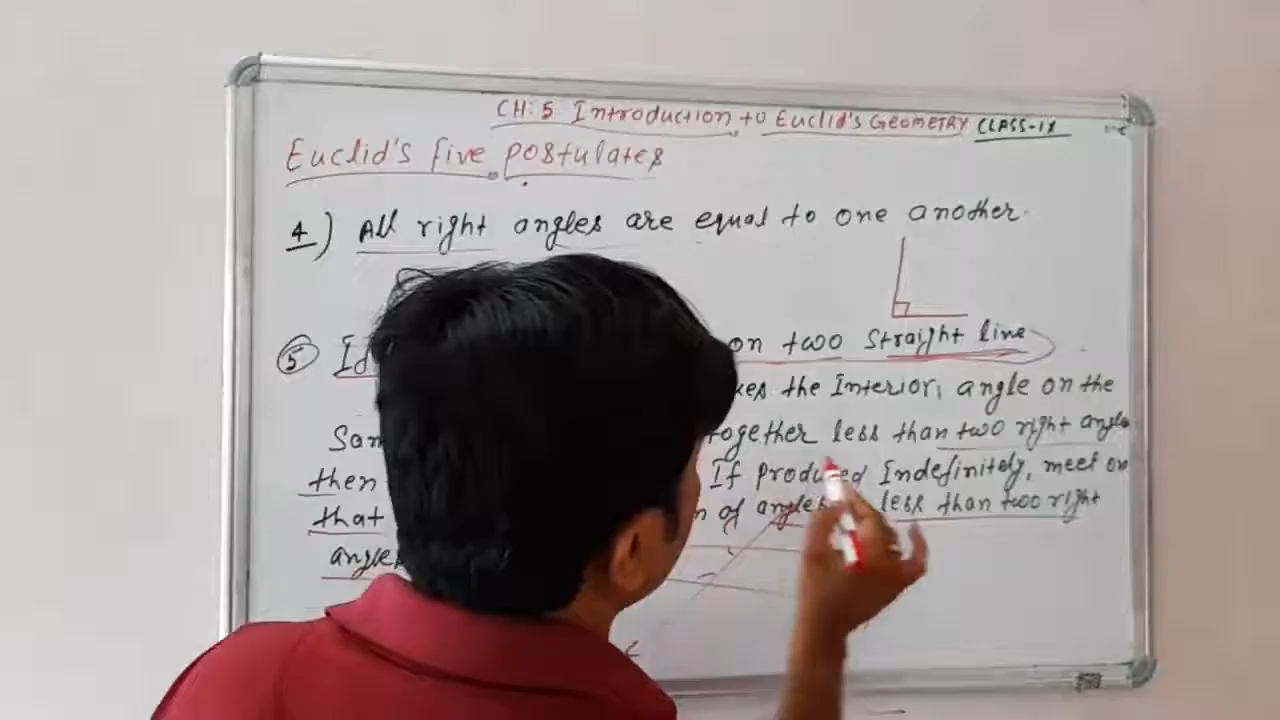 CH: 5 Introduction to Euclid's Geometry CLASS-IX
Euclid's five postulates
4) All right angles are equal to one another.
5 on two Straight line
the Interior, angle on the
together less than two right angle
then If Produced Indefinitely, meet on
that of angles less than two right
angles